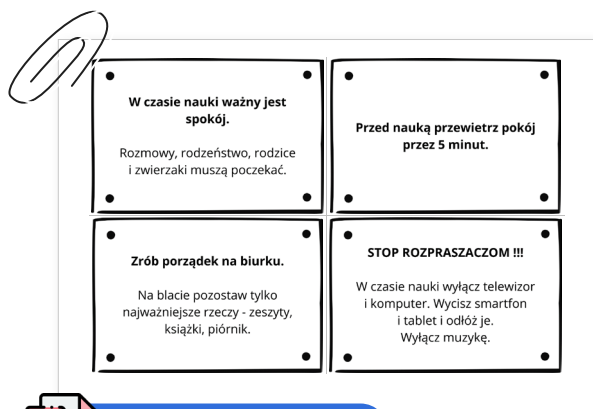 W czasie nauki ważny jest
spokój.
Rozmowy, rodzeństwo, rodzice
i zwierzaki muszą poczekać.
Przed nauką przewietrz pokój
przez 5 minut.
Zrób porządek na biurku.
Na blacie pozostaw tylko
najważniejsze rzeczy - zeszyty,
książki, piórnik.
STOP ROZPRASZACZOM !!!
W czasie nauki wyłącz telewizor
i komputer. Wycisz smartfon
i tablet i odłóż je.
Wyłącz muzykę.